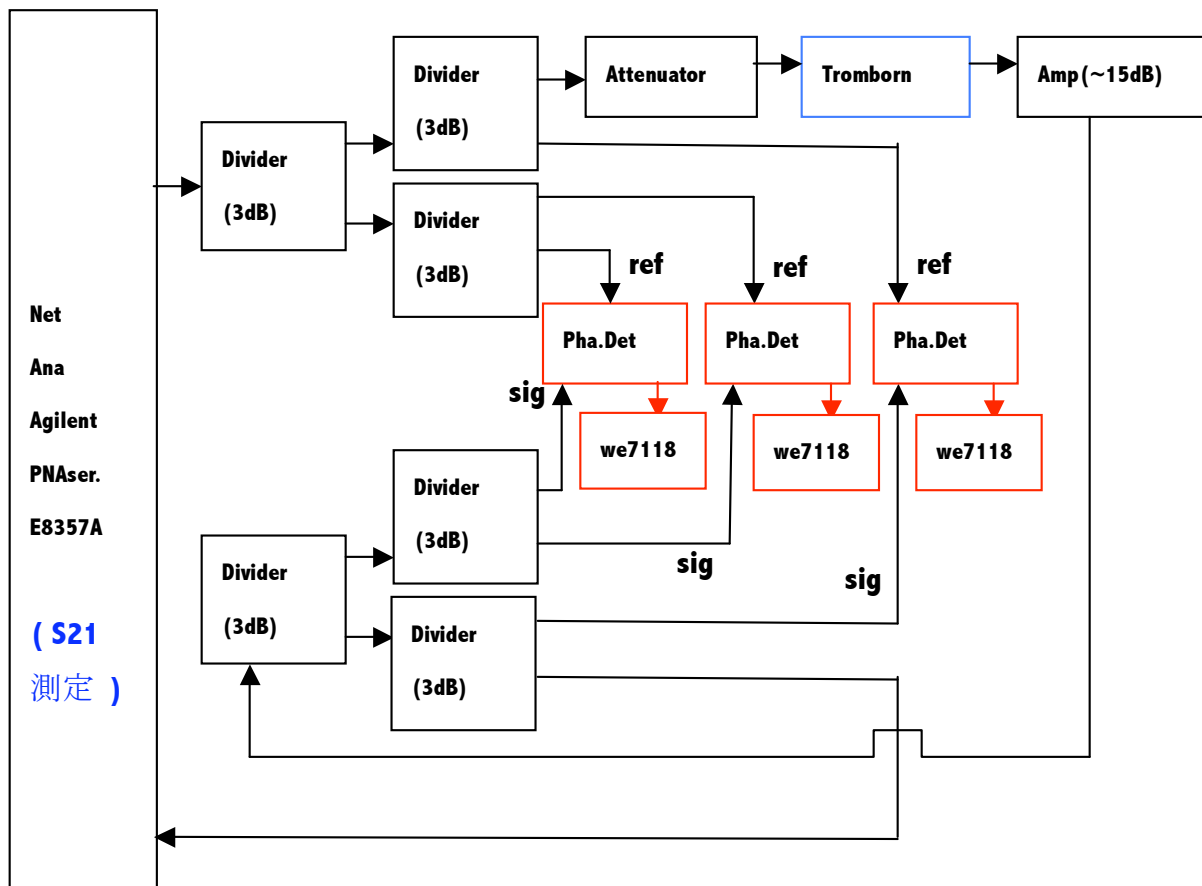 Net
Ana
Agilent
PNAser.
E8357A
( S21
測定 )
Divider
(3dB)
Divider
(3dB)
Divider
(3dB)
Attenuator
Tromborn
Amp(~15dB)
ref
ref
ref
Pha.Det
Pha.Det
Pha.Det
sig
we7118
we7118
we7118
Divider
(3dB)
sig
sig
Divider
(3dB)
Divider
(3dB)